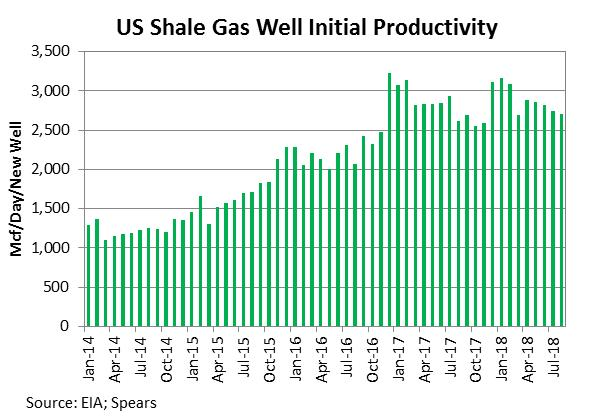 US Shale Gas Well Initial Productivity
Mcf/Day/New Well
3,500
3,000
2,500
2,000
1,500
1,000
500
0
Jan-14
Apr-14
Jul-14
Oct-14
Jan-15
Apr-15
Jul-15
Oct-15
Jan-16
Apr-16
Jul-16
Oct-16
Jan-17
Apr-17
Jul-17
Oct-17
Jan-18
Apr-18
Jul-18
Source: EIA; Spears